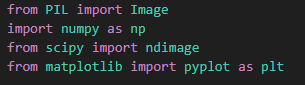 from PIL import Image
import numpy as np
from scipy import ndimage
from matplotlib import pyplot as plt